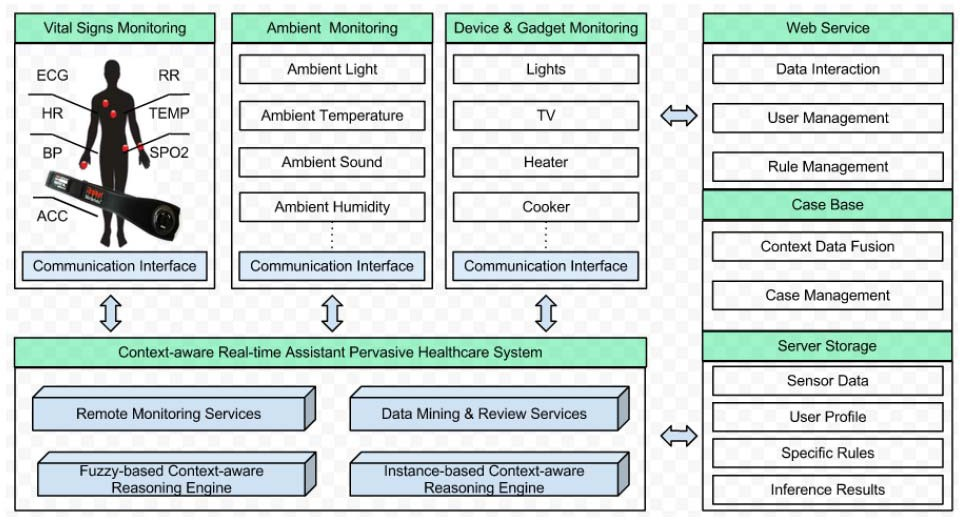 Vital Signs Monitoring
ECG
RR
HR
TEMP
BP
SPO2
ACC
Communication Interface
Ambient Monitoring
Ambient Light
Ambient Temperature
Ambient Sound
Ambient Humidity
Communication Interface
Device & Gadget Monitoring
Lights
TV
Heater
Cooker
Communication Interface
Web Service
Data Interaction
User Management
Rule Management
Case Base
Context Data Fusion
Case Management
Server Storage
Sensor Data
User Profile
Specific Rules
Inference Results
Context-aware Real-time Assistant Pervasive Healthcare System
Remote Monitoring Services
Data Mining & Review Services
Fuzzy-based Context-aware
Reasoning Engine
Instance-based Context-aware
Reasoning Engine